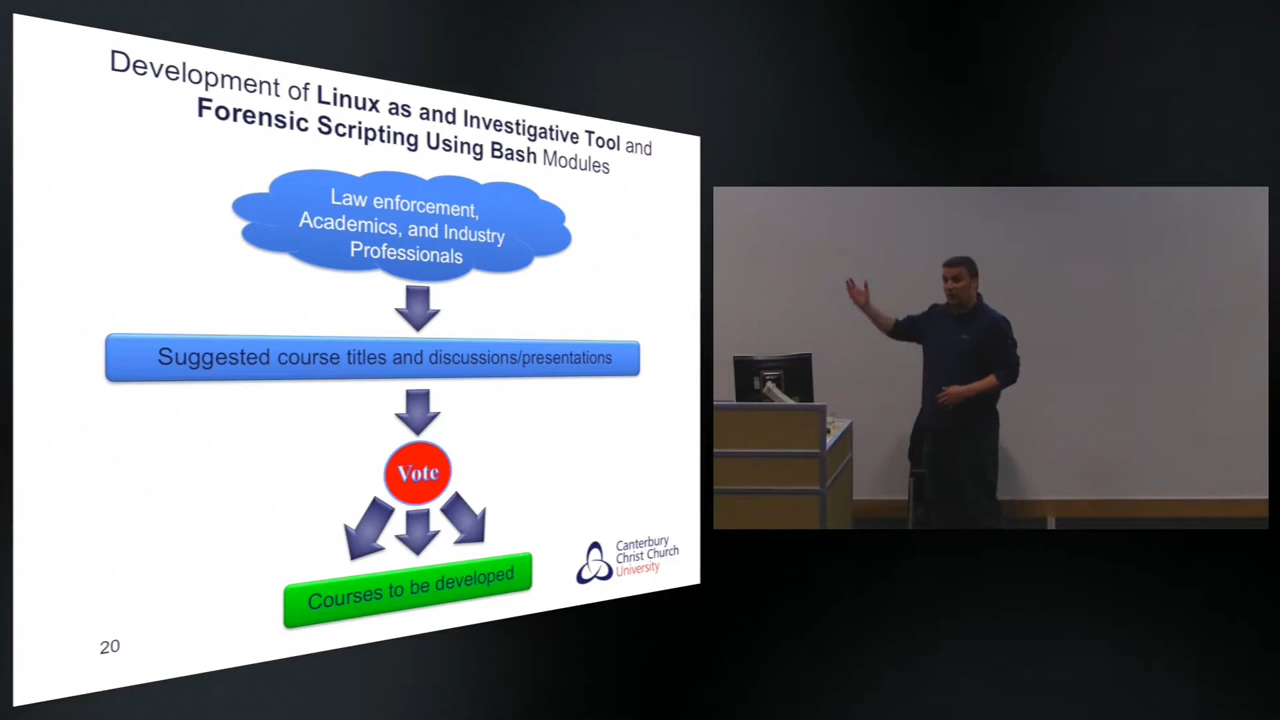 Development of Linux as and Investigative Tool and
Forensic Scripting Using Bash Modules
Law enforcement,
Academics, and Industry
Professionals
Suggested course titles and discussions/presentations
Vote
Courses to be developed
Canterbury
Christ Church
University
20